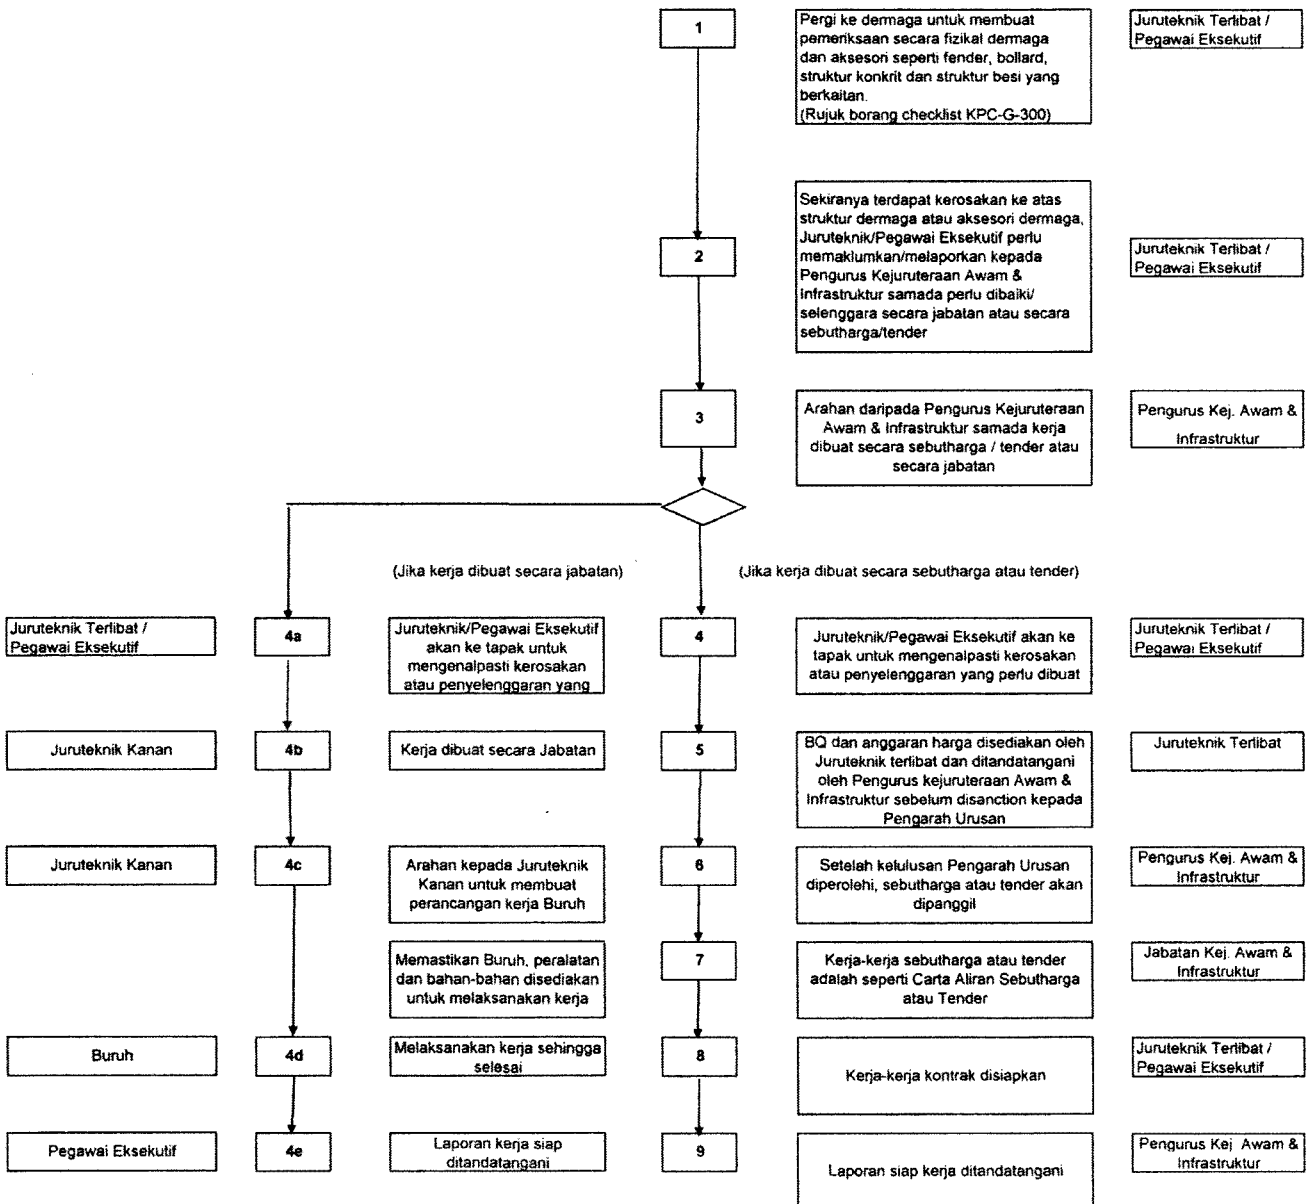 1
Pergi ke dermaga untuk membuat
pemeriksaan secara fizikal dermaga
dan aksesori seperti fender, bollard,
struktur konkrit dan struktur besi yang
berkaitan.
(Rujuk borang checklist KPC-G-300)
Juruteknik Terlibat /
Pegawai Eksekutif
2
Sekiranya terdapat kerosakan ke atas
struktur dermaga atau aksesori dermaga,
Juruteknik/Pegawai Eksekutif perlu
memaklumkan/melaporkan kepada
Pengurus Kejuruteraan Awam &
Infrastruktur samada perlu dibaiki/
selenggara secara jabatan atau secara
sebutharga/tender
Juruteknik Terlibat /
Pegawai Eksekutif
3
Arahan daripada Pengurus Kejuruteraan
Awam & Infrastruktur samada kerja
dibuat secara sebutharga / tender atau
secara jabatan
Pengurus Kej. Awam &
Infrastruktur
(Jika kerja dibuat secara jabatan)
(Jika kerja dibuat secara sebutharga atau tender)
Juruteknik Terlibat /
Pegawai Eksekutif
4a
Juruteknik/Pegawai Eksekutif
akan ke tapak untuk
mengenalpasti kerosakan
atau penyelenggaran yang
4
Juruteknik/Pegawai Eksekutif akan ke
tapak untuk mengenalpasti kerosakan
atau penyelenggaran yang perlu dibuat
Juruteknik Terlibat /
Pegawai Eksekutif
Juruteknik Kanan
4b
Kerja dibuat secara Jabatan
5
BQ dan anggaran harga disediakan oleh
Juruteknik terlibat dan ditandatangani
oleh Pengurus kejuruteraan Awam &
Infrastruktur sebelum disanction kepada
Pengarah Urusan
Juruteknik Terlibat
Juruteknik Kanan
4c
Arahan kepada Juruteknik
Kanan untuk membuat
perancangan kerja Buruh
6
Setelah kelulusan Pengarah Urusan
diperolehi, sebutharga atau tender akan
dipanggil
Pengurus Kej. Awam &
Infrastruktur
Memastikan Buruh, peralatan
dan bahan-bahan disediakan
untuk melaksanakan kerja
7
Kerja-kerja sebutharga atau tender
adalah seperti Carta Aliran Sebutharga
atau Tender
Jabatan Kej. Awam &
Infrastruktur
Buruh
4d
Melaksanakan kerja sehingga
selesai
8
Kerja-kerja kontrak disiapkan
Juruteknik Terlibat /
Pegawai Eksekutif
Pegawai Eksekutif
4e
Laporan kerja siap
ditandatangani
9
Laporan siap kerja ditandatangani
Pengurus Kej Awam &
Infrastruktur